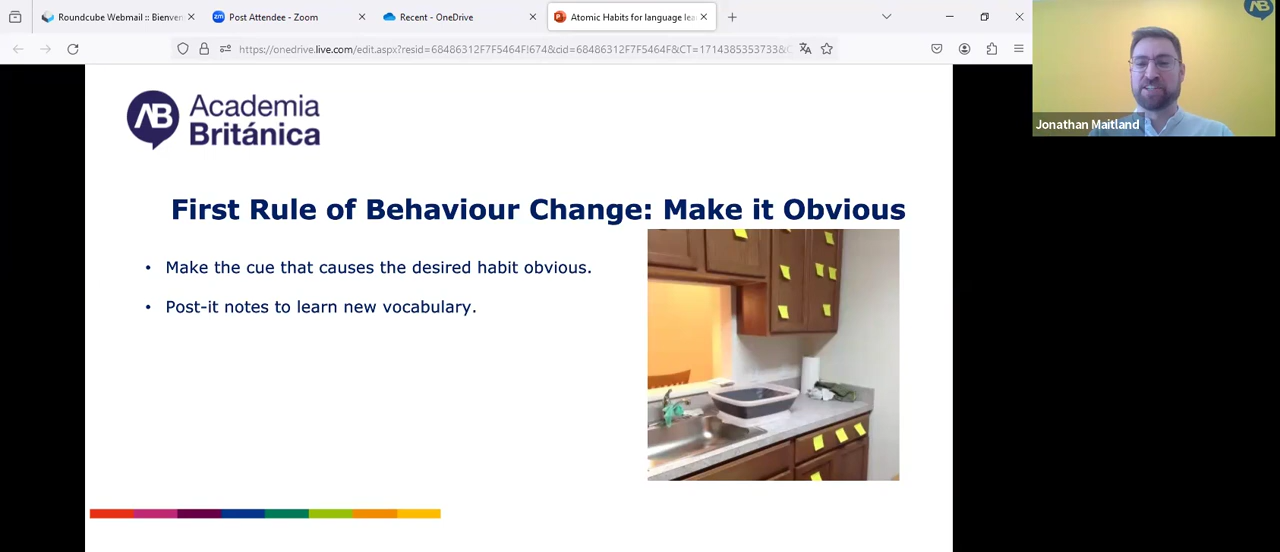 Roundcube Webmail :: Bienven
Post Attendee - Zoom
Recent - OneDrive
Atomic Habits for language lea
https://onedrive.live.com/edit.aspx?resid=68486312F7F5464F!674&cid=68486312F7F5464F&CT=1714385353733&
AB
Jonathan Maitland
AB Academia
Británica
First Rule of Behaviour Change: Make it Obvious
• Make the cue that causes the desired habit obvious.
• Post-it notes to learn new vocabulary.